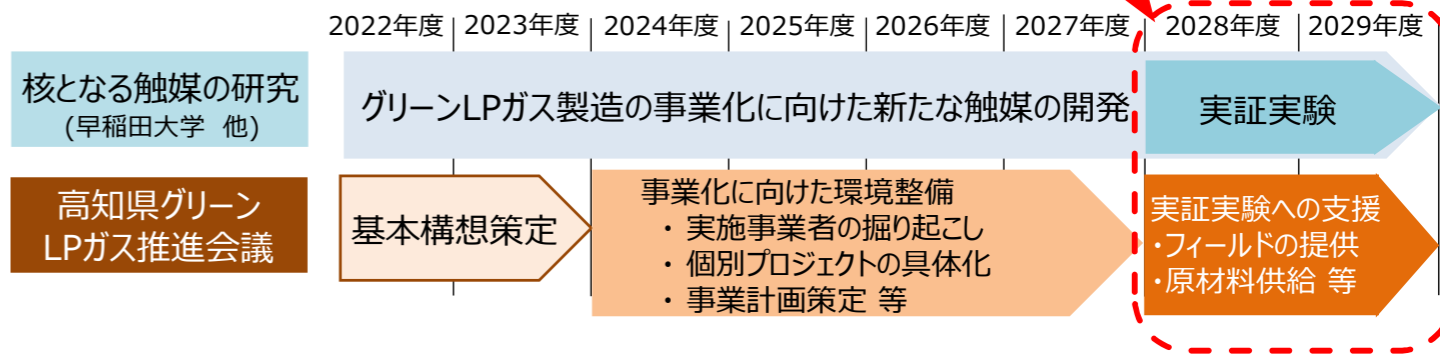 2022年度 2023年度 2024年度 2025年度 2026年度 2027年度 2028年度 2029年度
核となる触媒の研究
(早稲田大学 他)
グリーンLPガス製造の事業化に向けた新たな触媒の開発
実証実験
高知県グリーン
LPガス推進会議
基本構想策定
事業化に向けた環境整備
・ 実施事業者の掘り起こし
・ 個別プロジェクトの具体化
・ 事業計画策定 等
実証実験への支援
・フィールドの提供
・原材料供給 等